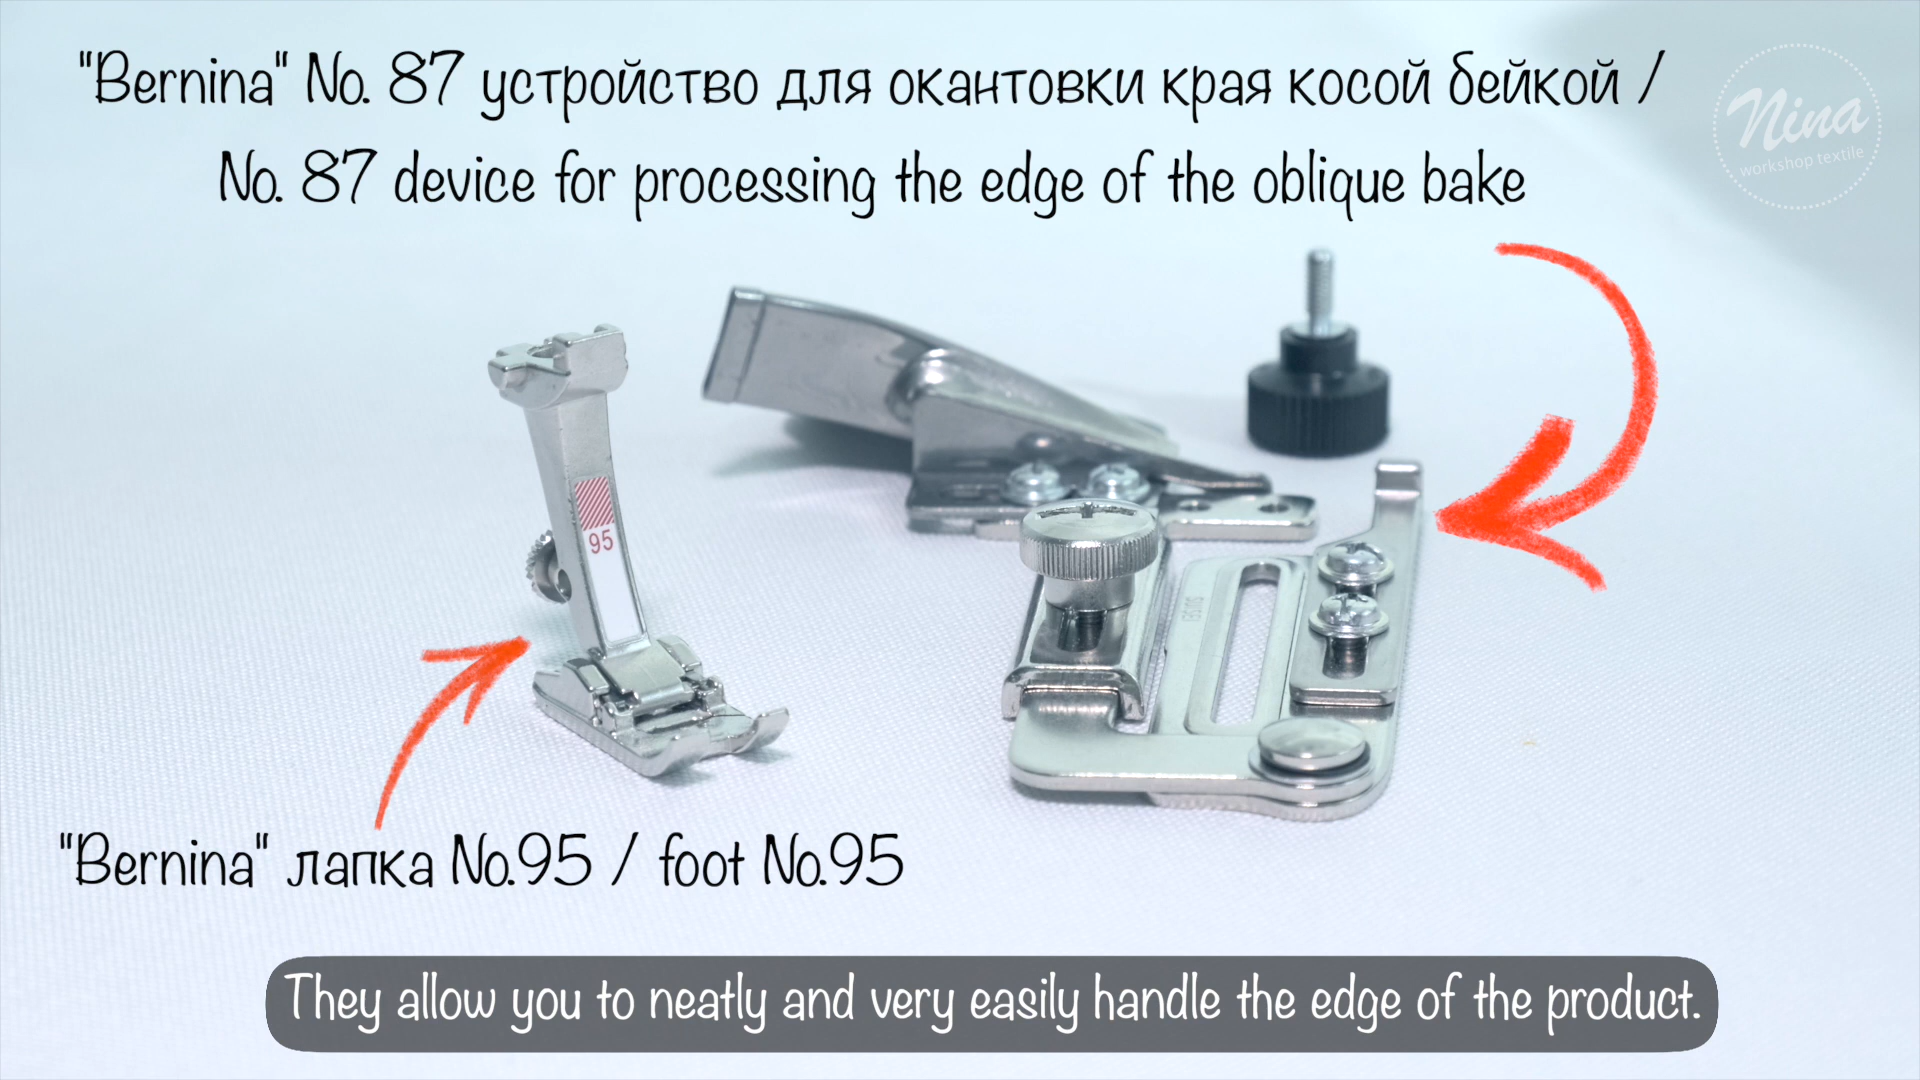 "Bernina" No. 87 устройство для окантовки края косой бейкой /
No. 87 device for processing the edge of the oblique bake
Nina
workshop textile
95
"Bernina" лапка No.95 / foot No.95
They allow you to neatly and very easily handle the edge of the product.